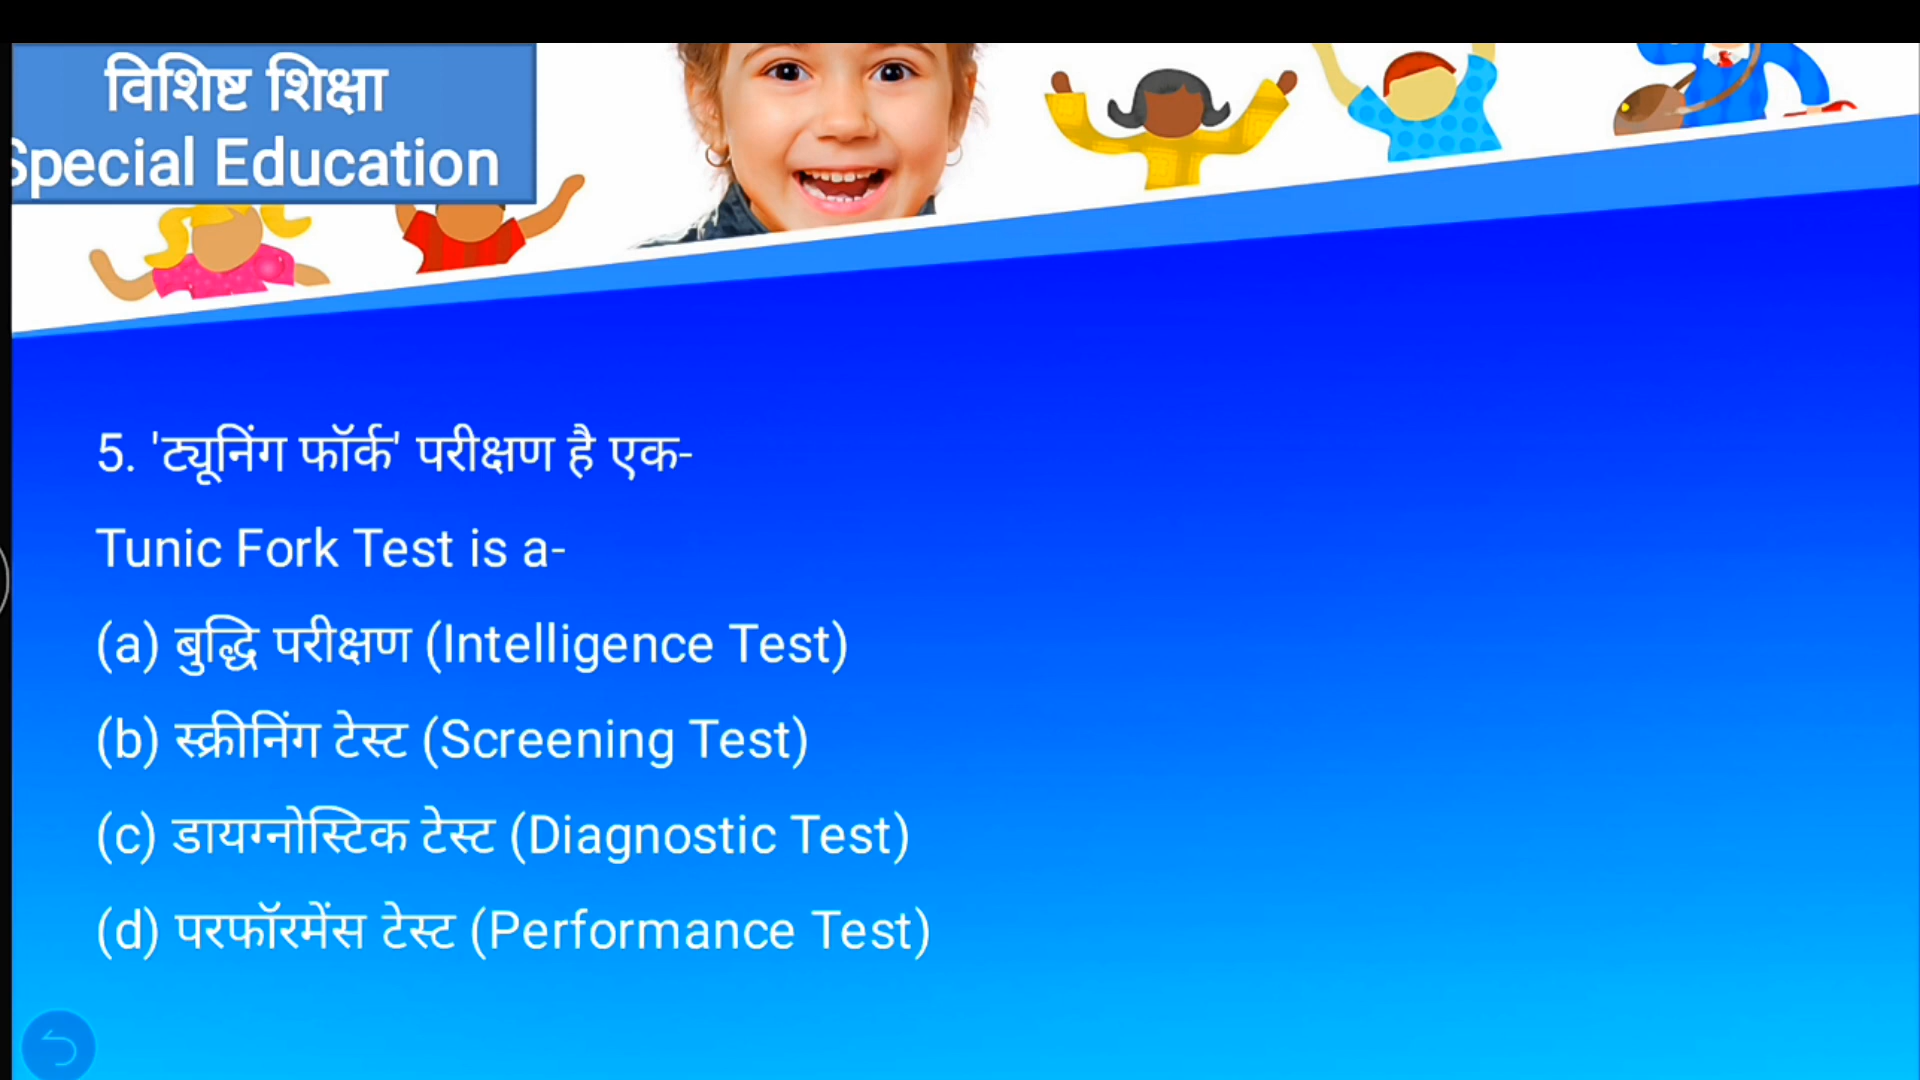 विशिष्ट शिक्षा
Special Education
5. 'ट्यूनिंग फॉर्क' परीक्षण है एक-
Tunic Fork Test is a-
(a) बुद्धि परीक्षण (Intelligence Test)
(b) स्क्रीनिंग टेस्ट (Screening Test)
(c) डायग्नोस्टिक टेस्ट (Diagnostic Test)
(d) परफॉरमेंस टेस्ट (Performance Test)